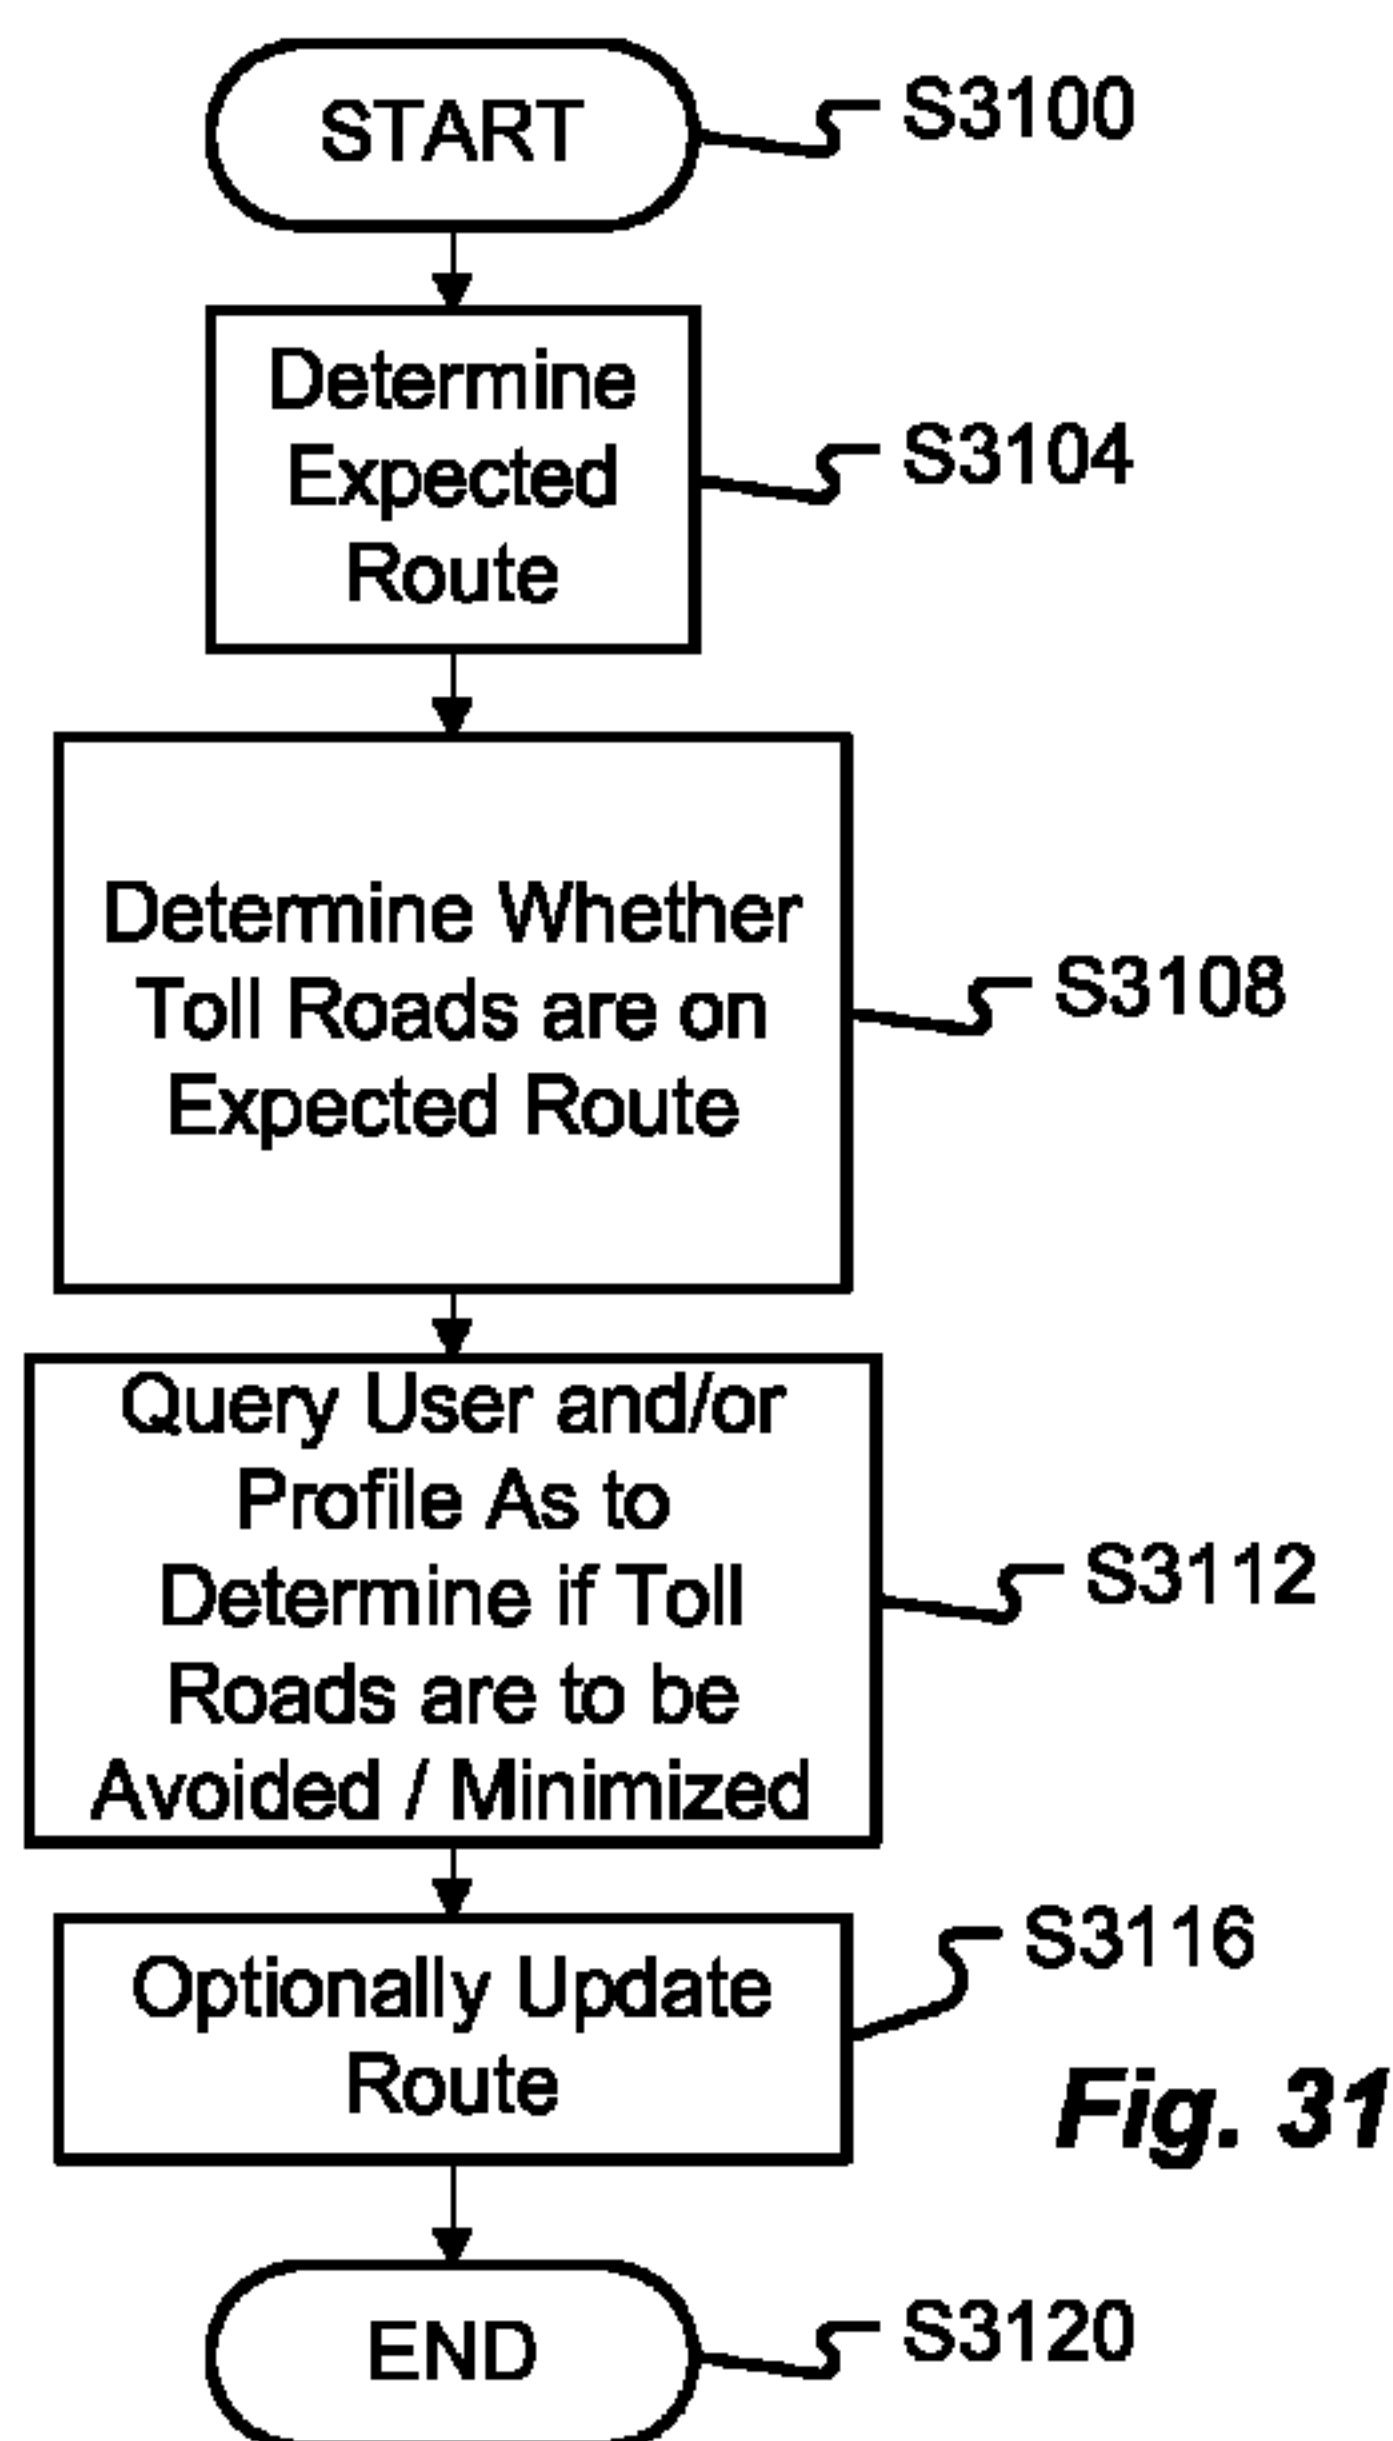 START
S3100
Determine
Expected
Route
S3104
Determine Whether
Toll Roads are on
Expected Route
S3108
Query User and/or
Profile As to
Determine if Toll
Roads are to be
Avoided / Minimized
S3112
Optionally Update
Route
S3116
Fig. 31
END
S3120